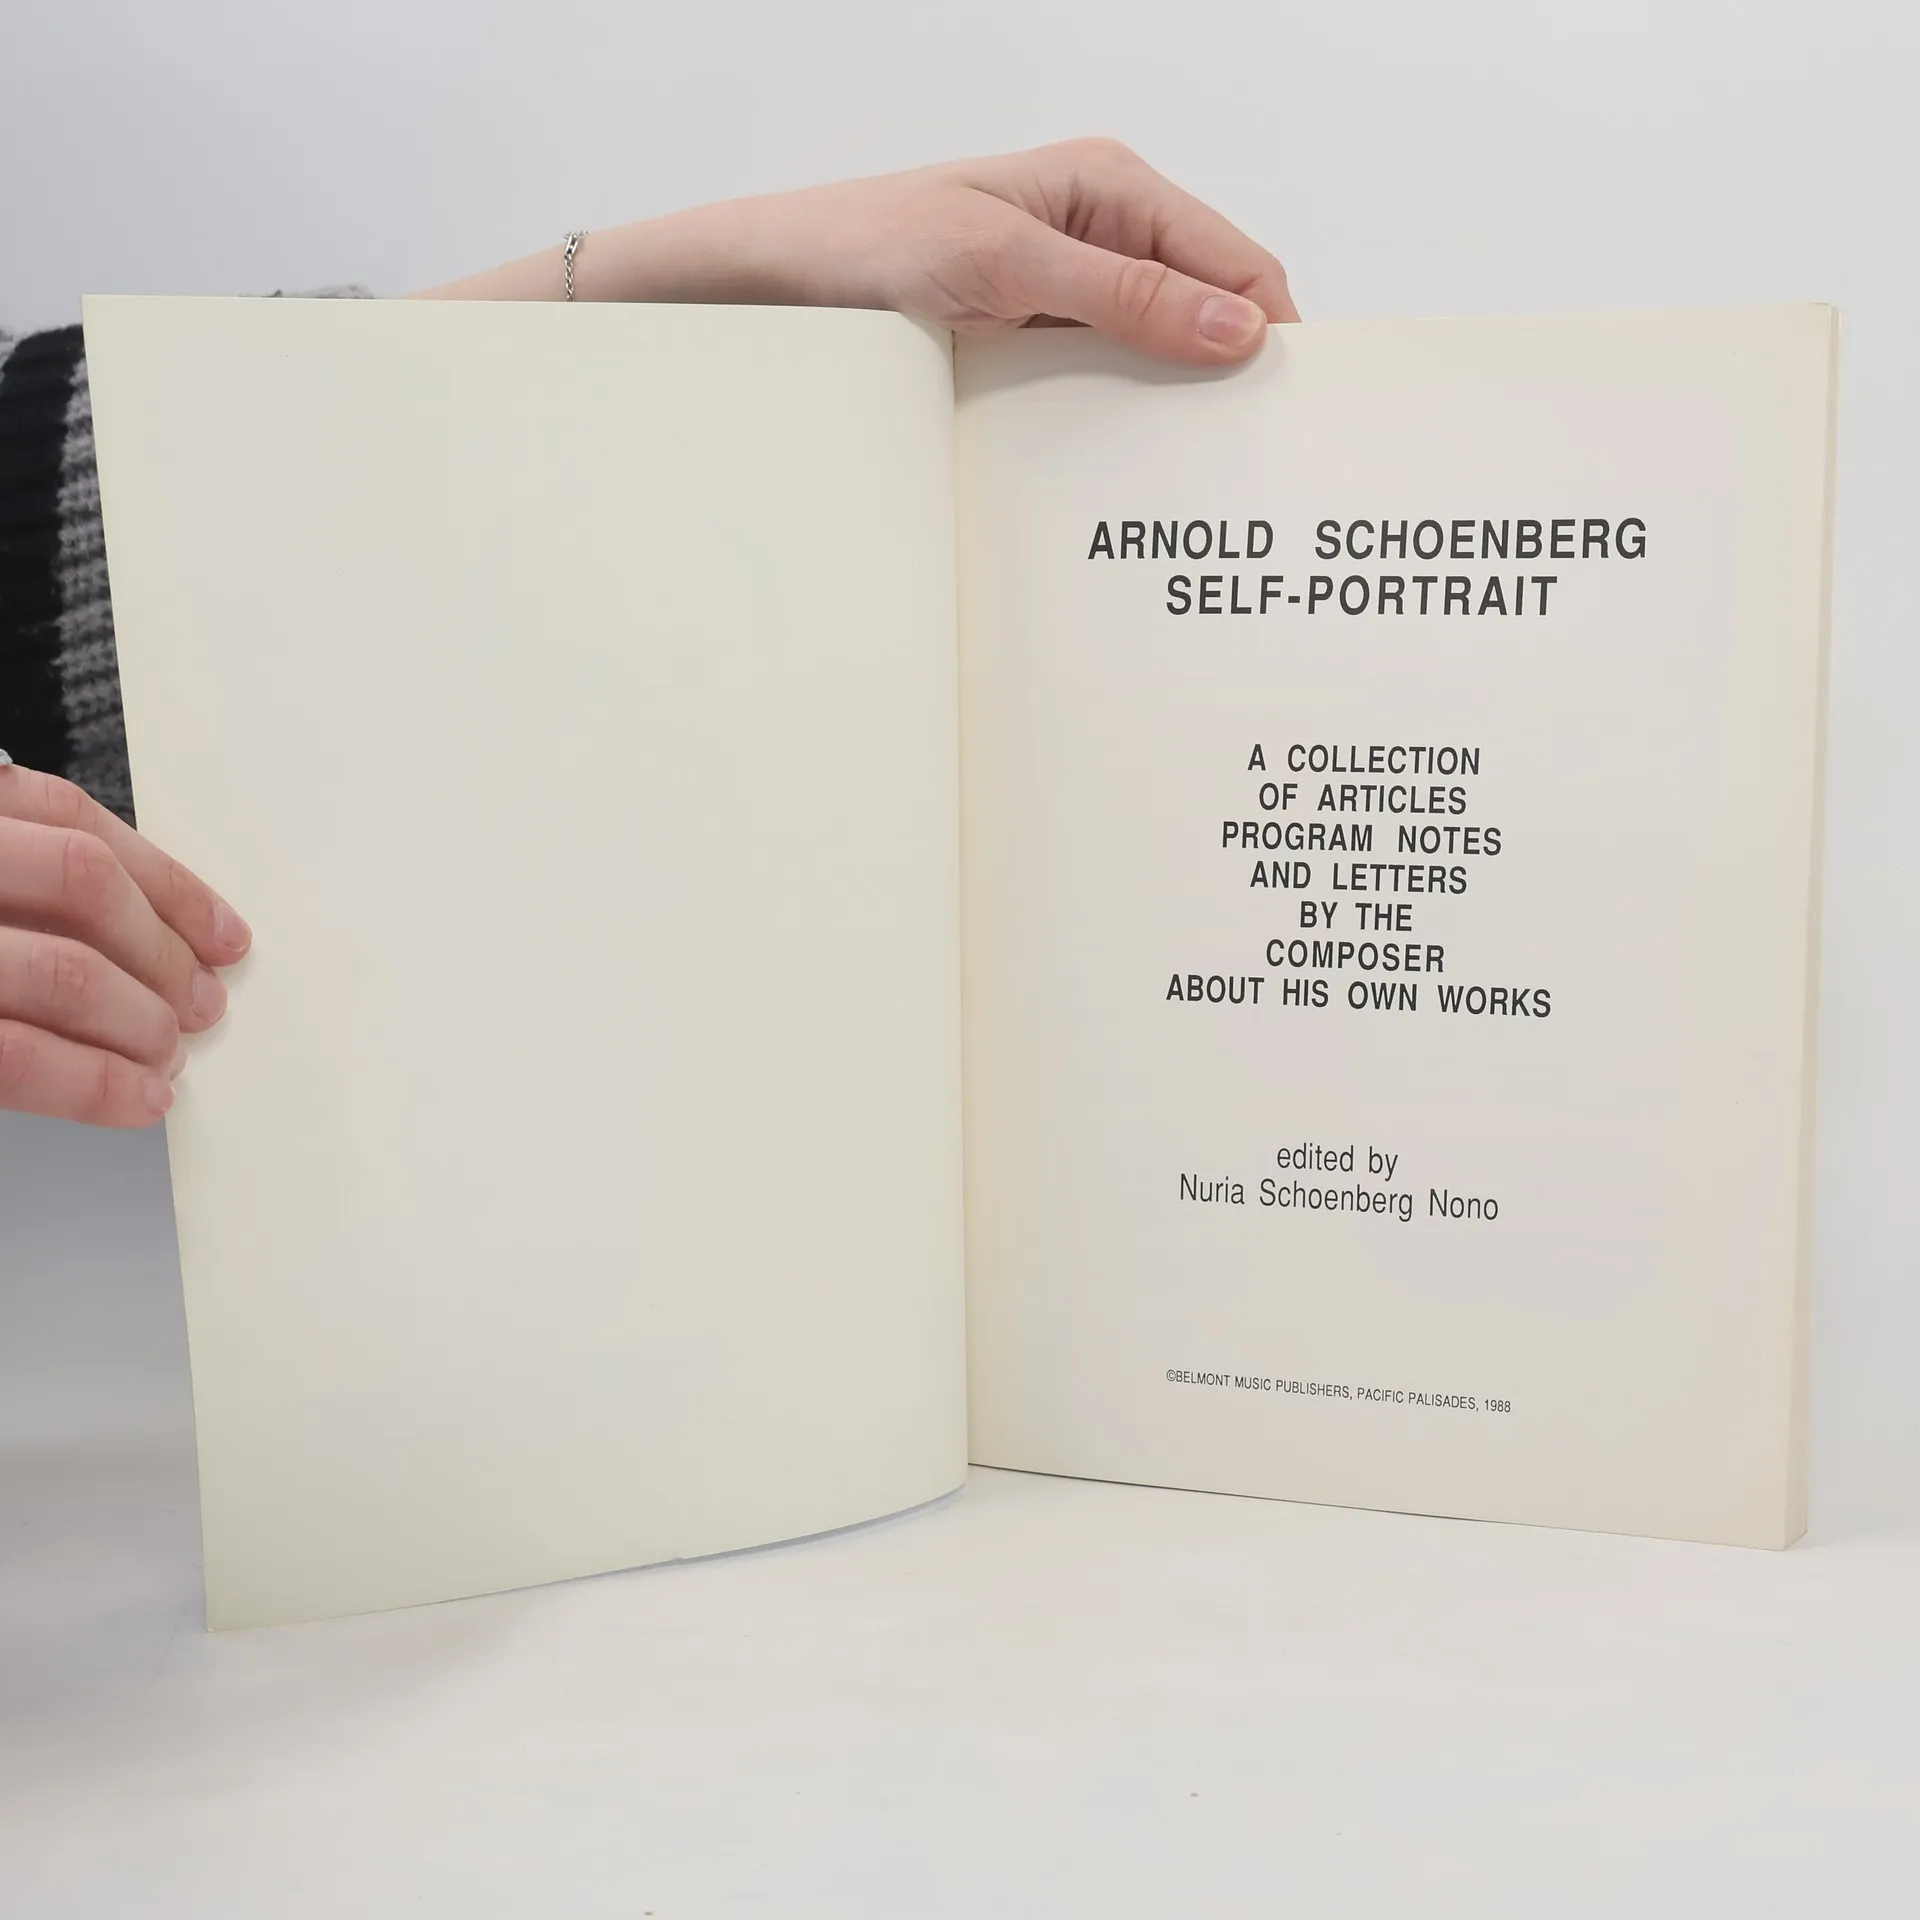 ARNOLD SCHOENBERG
SELF-PORTRAIT
A COLLECTION
OF ARTICLES
PROGRAM NOTES
AND LETTERS
BY THE
COMPOSER
ABOUT HIS OWN WORKS
edited by
Nuria Schoenberg Nono
©BELMONT MUSIC PUBLISHERS, PACIFIC PALISADES, 1988